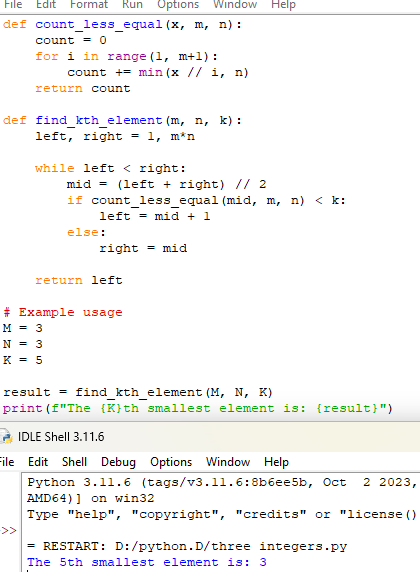 File Edit Format Run Options Window Help
def count_less_equal(x, m, n):
    count = 0
    for i in range(1, m+1):
        count += min(x // i, n)
    return count

def find_kth_element(m, n, k):
    left, right = 1, m*n

    while left < right:
        mid = (left + right) // 2
        if count_less_equal(mid, m, n) < k:
            left = mid + 1
        else:
            right = mid

    return left

# Example usage
M = 3
N = 3
K = 5

result = find_kth_element(M, N, K)
print(f"The {K}th smallest element is: {result}")
IDLE Shell 3.11.6
File Edit Shell Debug Options Window Help
Python 3.11.6 (tags/v3.11.6:8b6ee5b, Oct  2 2023,
AMD64)] on win32
Type "help", "copyright", "credits" or "license()
>>
= RESTART: D:/python.D/three integers.py
The 5th smallest element is: 3